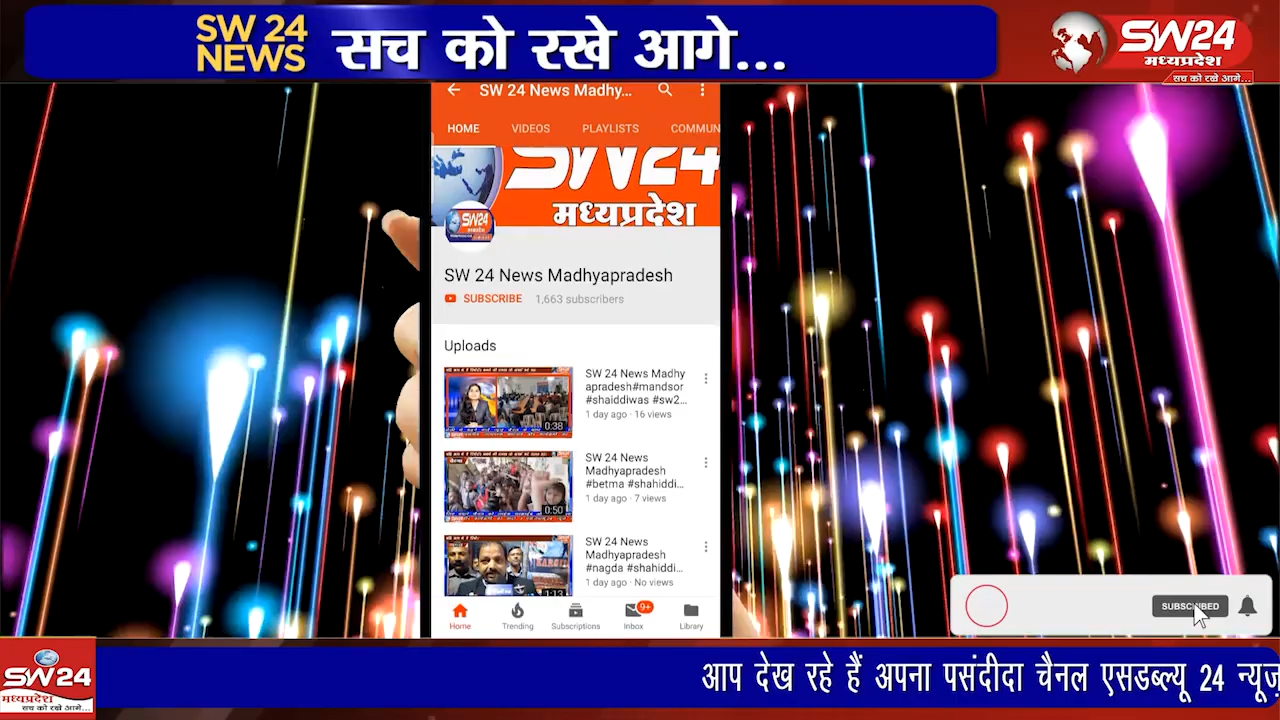 SW 24
NEWS
सच को रखे आगे...
SW24
मध्यप्रदेश
सच को रखे आगे...
SW 24 News Madhy...
HOME VIDEOS PLAYLISTS COMMUN
SW24
मध्यप्रदेश
SW24
SW 24 News Madhyapradesh
SUBSCRIBE 1,663 subscribers
Uploads
SW 24 News Madhy
apradesh#mandsor
#shaiddiwas #sw2...
1 day ago · 16 views
0:38
SW 24 News
Madhyapradesh
#betma #shahiddi...
1 day ago · 7 views
0:50
SW 24 News
Madhyapradesh
#nagda #shahiddi...
1 day ago · No views
1:13
9+
Home Trending Subscriptions Inbox Library
SUBSCRIBED
SW24
मध्यप्रदेश
सच को रखे आगे...
आप देख रहे हैं अपना पसंदीदा चैनल एसडब्ल्यू 24 न्यूज़